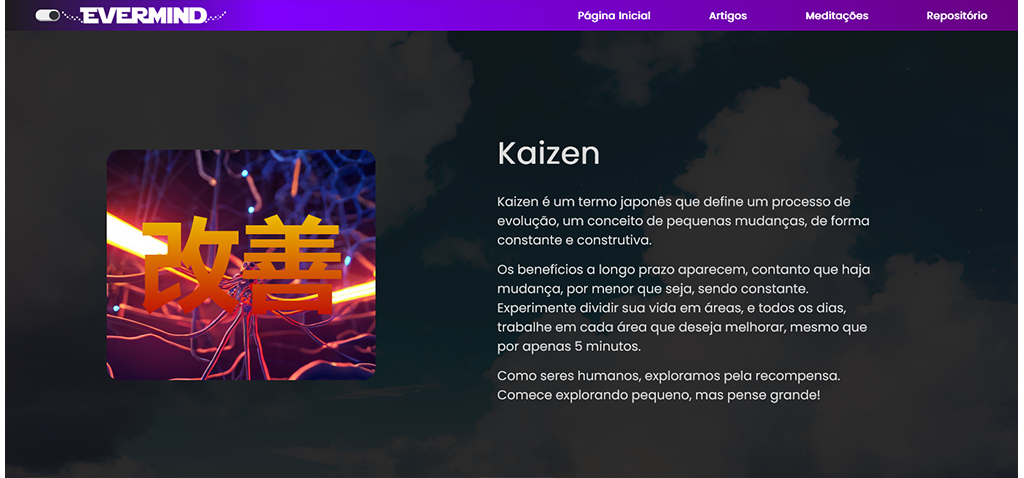 EVERMIND
Página Inicial
Artigos
Meditações
Repositório
改善
Kaizen
Kaizen é um termo japonês que define um processo de
evolução, um conceito de pequenas mudanças, de forma
constante e construtiva.
Os benefícios a longo prazo aparecem, contanto que haja
mudança, por menor que seja, sendo constante.
Experimente dividir sua vida em áreas, e todos os dias,
trabalhe em cada área que deseja melhorar, mesmo que
por apenas 5 minutos.
Como seres humanos, exploramos pela recompensa.
Comece explorando pequeno, mas pense grande!